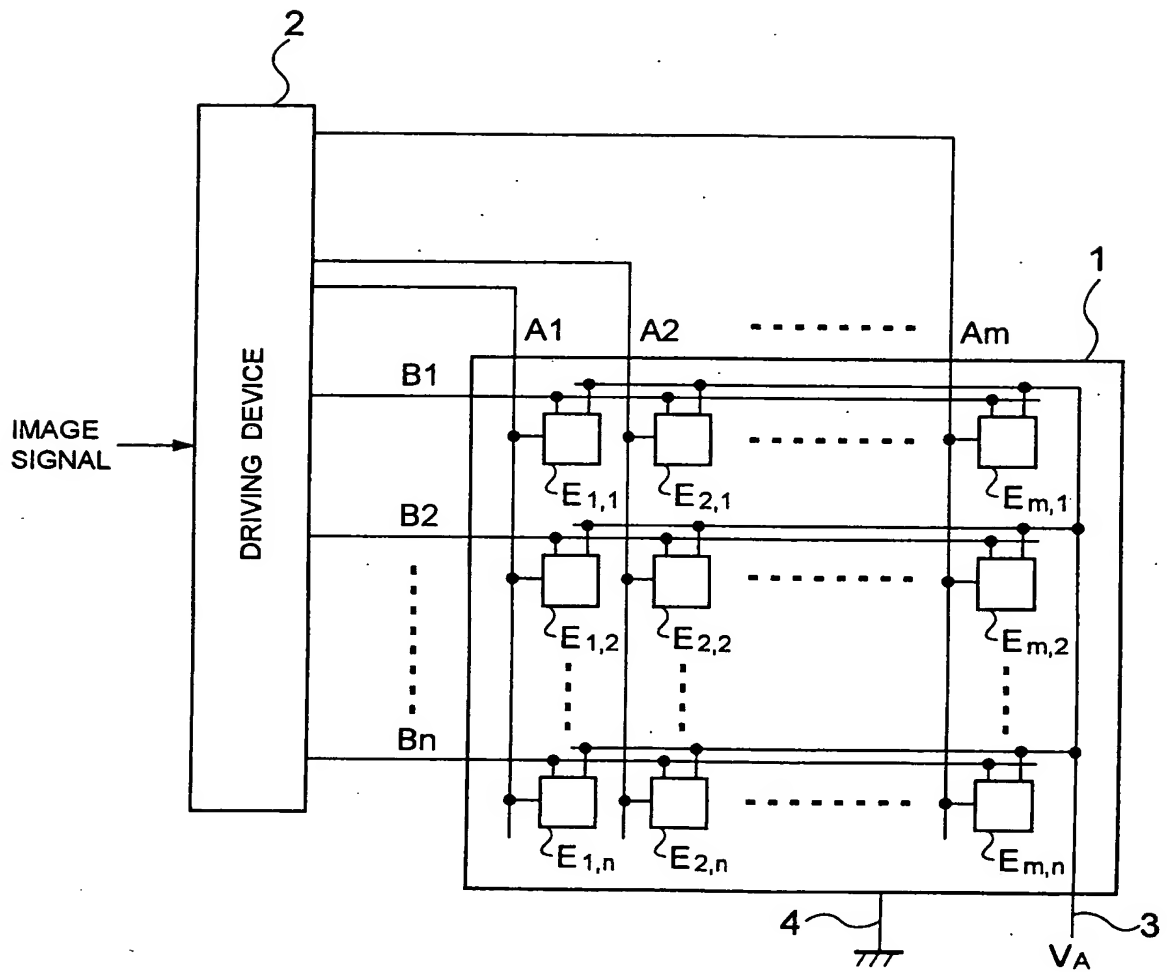 2
1
A1 A2 Am
B1
IMAGE
SIGNAL
DRIVING DEVICE
E1,1 E2,1 Em,1
B2
E1,2 E2,2 Em,2
Bn
E1,n E2,n Em,n
4 3
VA